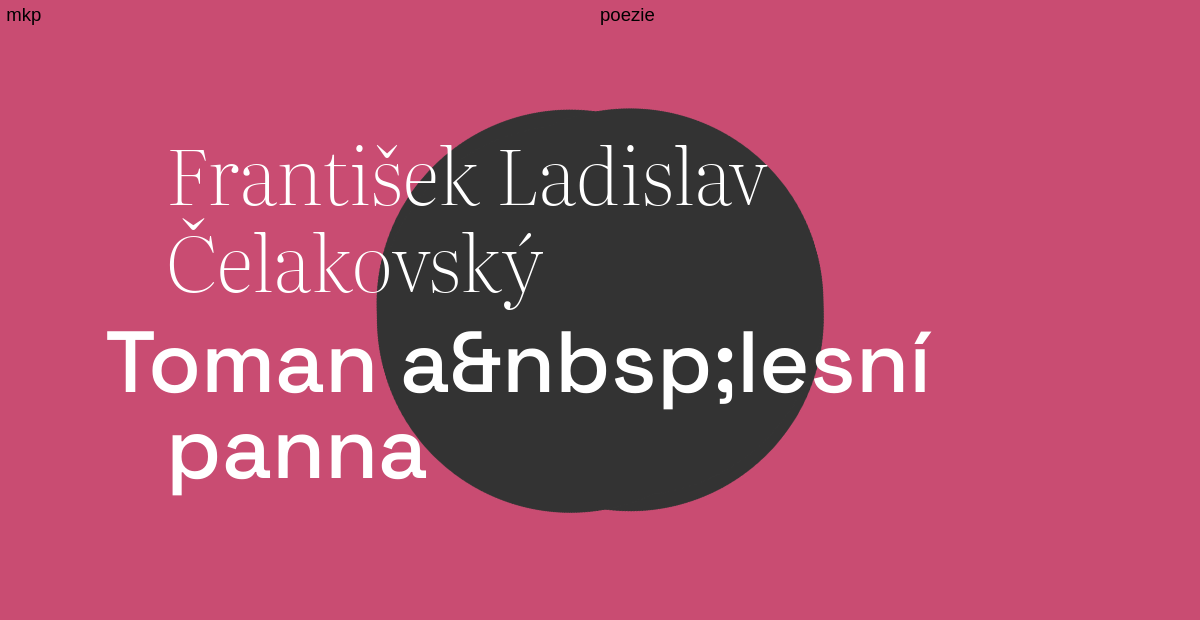 mkp
poezie
František Ladislav
Čelakovský
Toman a&nbsp;lesní
panna